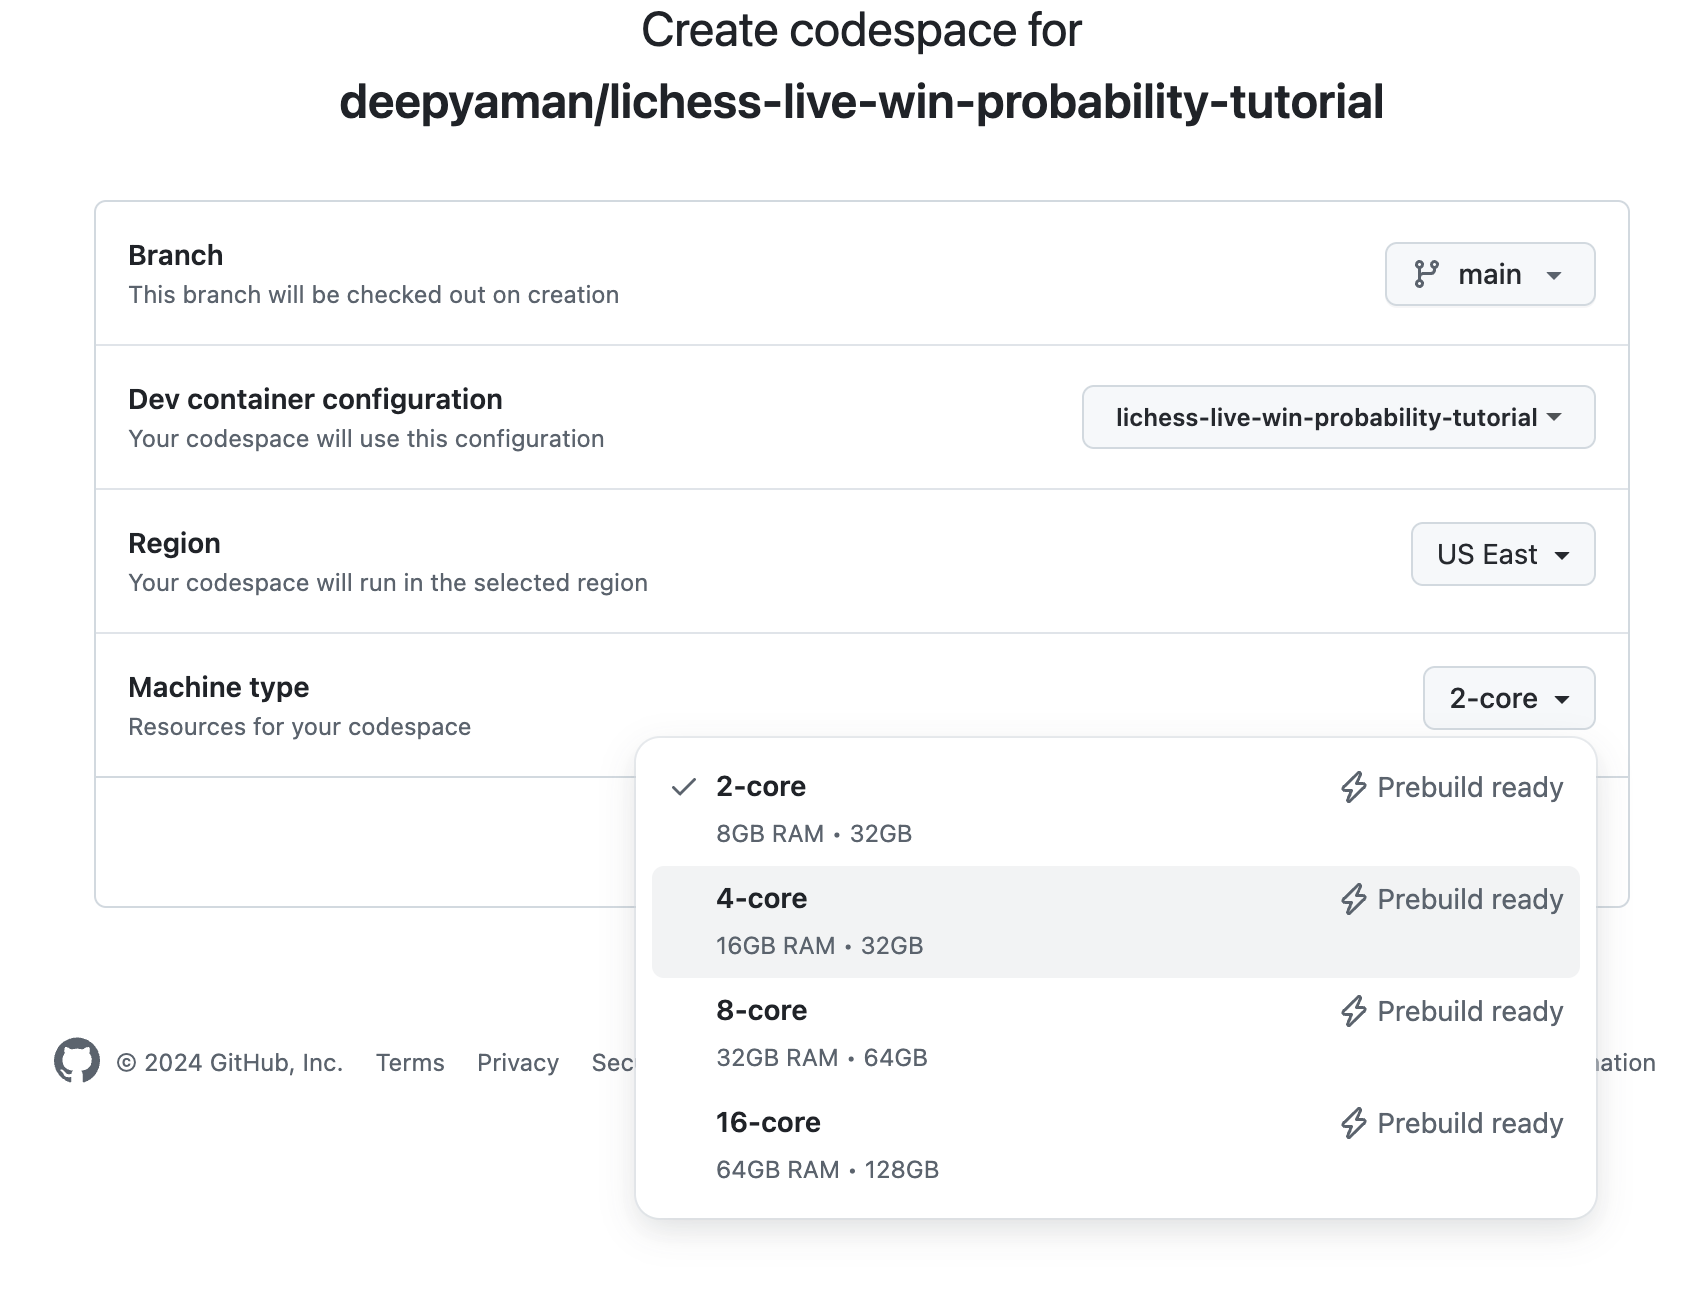 Create codespace for
deepyaman/lichess-live-win-probability-tutorial
Branch
This branch will be checked out on creation
main
Dev container configuration
Your codespace will use this configuration
lichess-live-win-probability-tutorial
Region
Your codespace will run in the selected region
US East
Machine type
Resources for your codespace
2-core
2-core Prebuild ready
8GB RAM • 32GB
4-core Prebuild ready
16GB RAM • 32GB
8-core Prebuild ready
32GB RAM • 64GB
16-core Prebuild ready
64GB RAM • 128GB
© 2024 GitHub, Inc. Terms Privacy